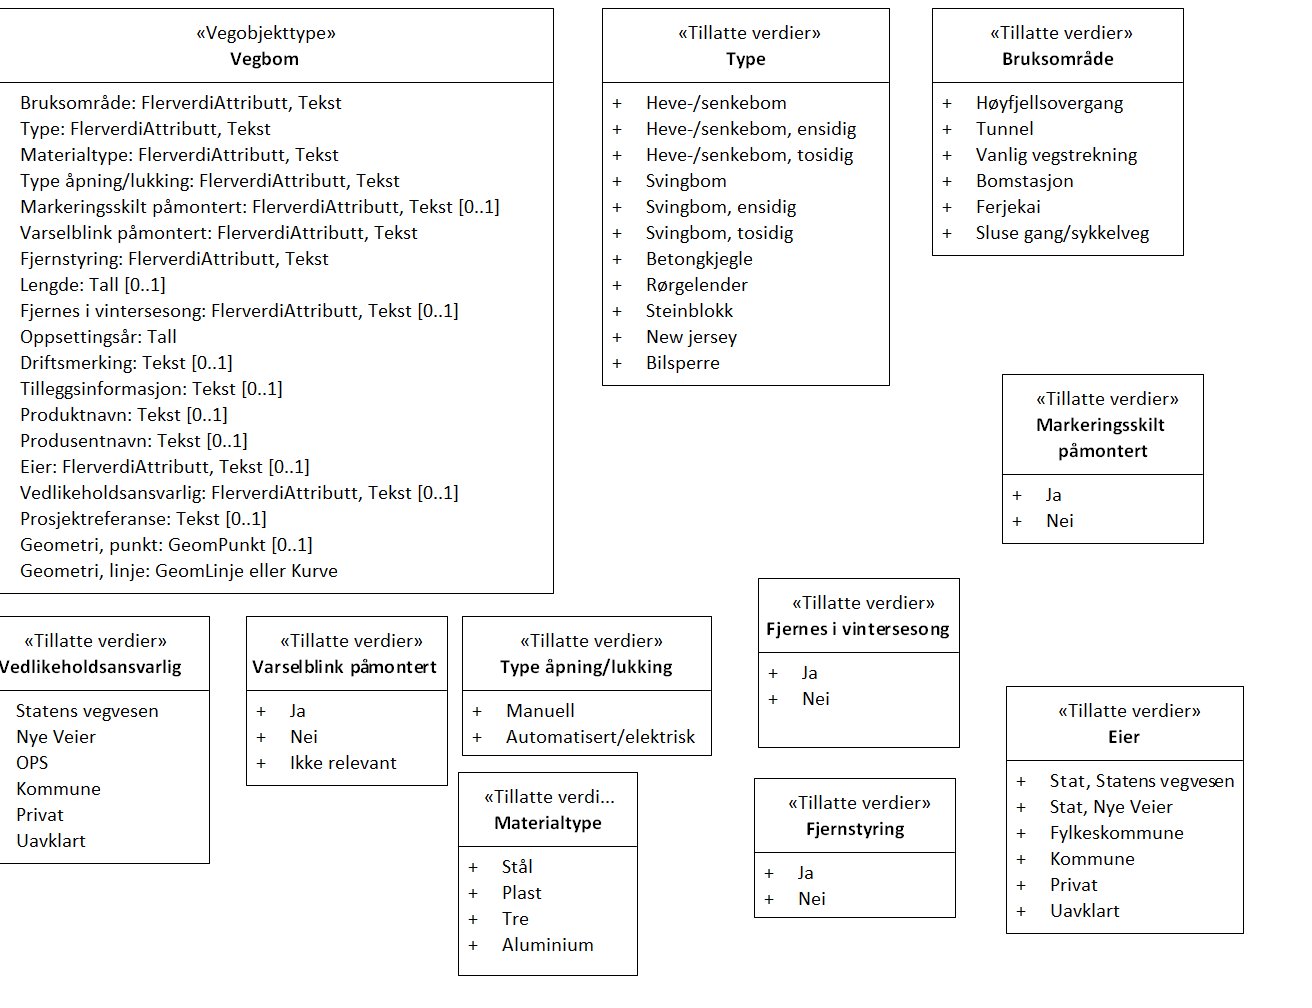 «Vegobjekttype»
Vegbom
Bruksområde: FlerverdiAttributt, Tekst
Type: FlerverdiAttributt, Tekst
Materialtype: FlerverdiAttributt, Tekst
Type åpning/lukking: FlerverdiAttributt, Tekst
Markeringsskilt påmontert: FlerverdiAttributt, Tekst [0..1]
Varselblink påmontert: FlerverdiAttributt, Tekst
Fjernstyring: FlerverdiAttributt, Tekst
Lengde: Tall [0..1]
Fjernes i vintersesong: FlerverdiAttributt, Tekst [0..1]
Oppsettingsår: Tall
Driftsmerking: Tekst [0..1]
Tilleggsinformasjon: Tekst [0..1]
Produktnavn: Tekst [0..1]
Produsentnavn: Tekst [0..1]
Eier: FlerverdiAttributt, Tekst [0..1]
Vedlikeholdsansvarlig: FlerverdiAttributt, Tekst [0..1]
Prosjektreferanse: Tekst [0..1]
Geometri, punkt: GeomPunkt [0..1]
Geometri, linje: GeomLinje eller Kurve
«Tillatte verdier»
Type
+ Heve-/senkebom
+ Heve-/senkebom, ensidig
+ Heve-/senkebom, tosidig
+ Svingbom
+ Svingbom, ensidig
+ Svingbom, tosidig
+ Betongkjegle
+ Rørgelender
+ Steinblokk
+ New jersey
+ Bilsperre
«Tillatte verdier»
Bruksområde
+ Høyfjellsovergang
+ Tunnel
+ Vanlig vegstrekning
+ Bomstasjon
+ Ferjekai
+ Sluse gang/sykkelveg
«Tillatte verdier»
Markeringsskilt
påmontert
+ Ja
+ Nei
«Tillatte verdier»
Vedlikeholdsansvarlig
Statens vegvesen
Nye Veier
OPS
Kommune
Privat
Uavklart
«Tillatte verdier»
Varselblink påmontert
+ Ja
+ Nei
+ Ikke relevant
«Tillatte verdier»
Type åpning/lukking
+ Manuell
+ Automatisert/elektrisk
«Tillatte verdi...
Materialtype
+ Stål
+ Plast
+ Tre
+ Aluminium
«Tillatte verdier»
Fjernes i vintersesong
+ Ja
+ Nei
«Tillatte verdier»
Fjernstyring
+ Ja
+ Nei
«Tillatte verdier»
Eier
+ Stat, Statens vegvesen
+ Stat, Nye Veier
+ Fylkeskommune
+ Kommune
+ Privat
+ Uavklart